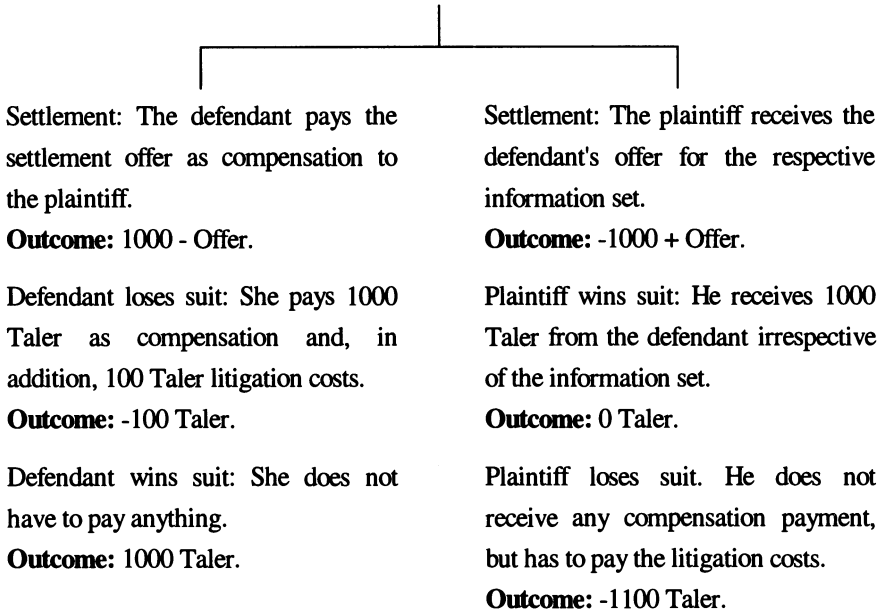 Settlement: The defendant pays the
settlement offer as compensation to
the plaintiff.
Outcome: 1000 - Offer.
Defendant loses suit: She pays 1000
Taler as compensation and, in
addition, 100 Taler litigation costs.
Outcome: -100 Taler.
Defendant wins suit: She does not
have to pay anything.
Outcome: 1000 Taler.
Settlement: The plaintiff receives the
defendant's offer for the respective
information set.
Outcome: -1000 + Offer.
Plaintiff wins suit: He receives 1000
Taler from the defendant irrespective
of the information set.
Outcome: 0 Taler.
Plaintiff loses suit. He does not
receive any compensation payment,
but has to pay the litigation costs.
Outcome: -1100 Taler.